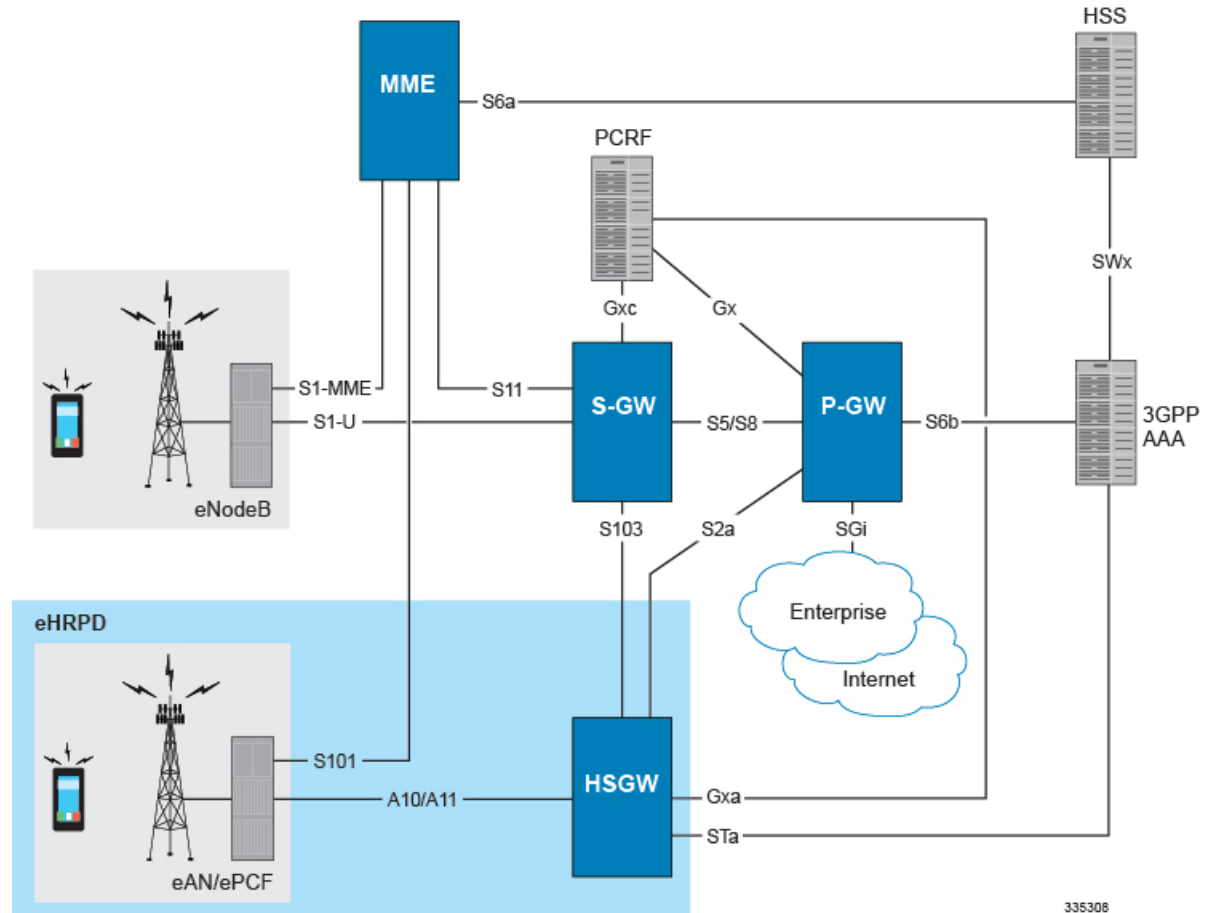 HSS
MME
S6a
PCRF
SWx
Gxc
Gx
S1-MME
S11
S-GW
P-GW
S1-U
S5/S8
S6b
3GPP
AAA
eNodeB
S103
S2a
SGi
Enterprise
eHRPD
Internet
S101
HSGW
A10/A11
Gxa
STa
eAN/ePCF
335308